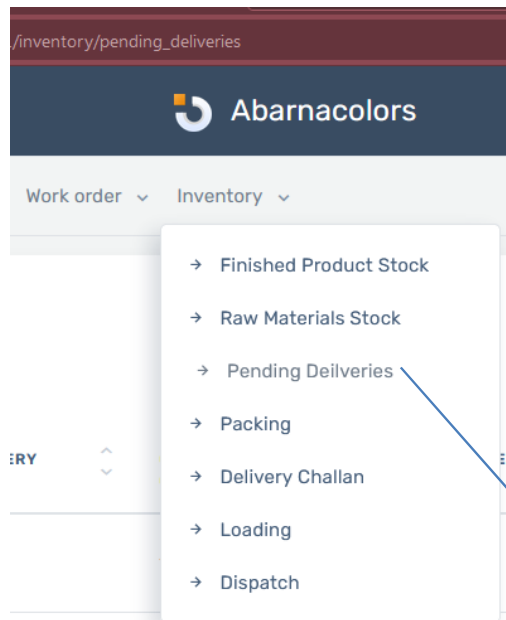 ./inventory/pending_deliveries
Abarnacolors
Work order Inventory
Finished Product Stock
Raw Materials Stock
Pending Deilveries
Packing
ERY
Delivery Challan
Loading
Dispatch